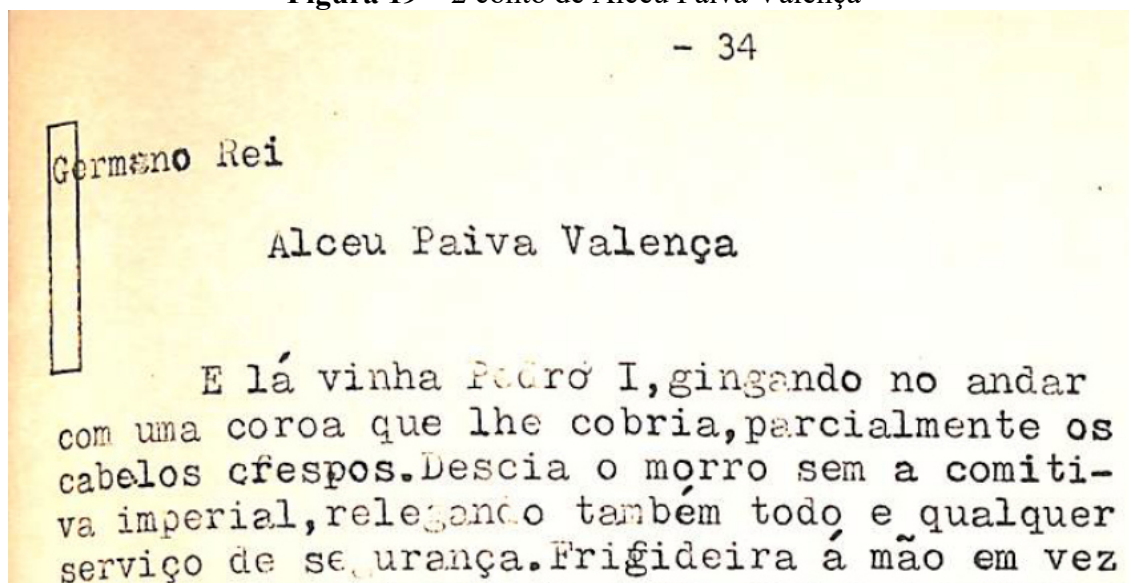 Figura 19 – 2 conto de Alceu Paiva Valença
- 34
Germano Rei
Alceu Paiva Valença
E lá vinha Pedro I,gingando no andar
com uma coroa que lhe cobria,parcialmente os
cabelos crespos.Descia o morro sem a comiti-
va imperial,relegando também todo e qualquer
serviço de segurança.Frigideira á mão em vez